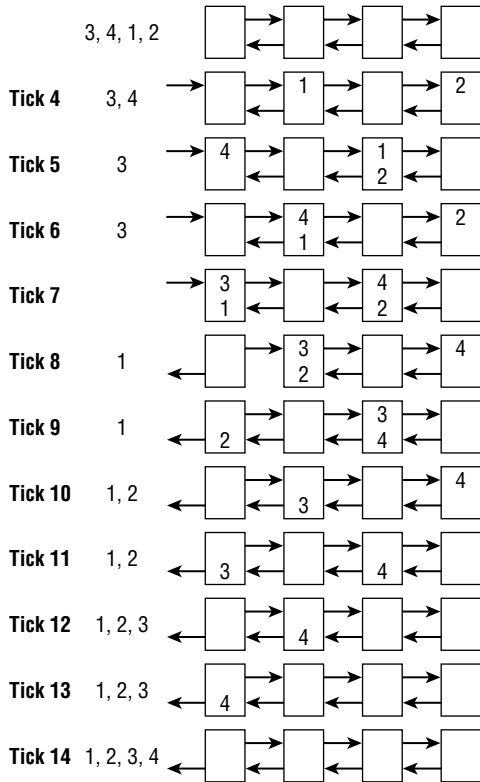 3, 4, 1, 2
Tick 4 3, 4 1 2
Tick 5 3 4 1
2
Tick 6 3 4 2
1
Tick 7 3 4
1 2
Tick 8 1 3 4
2
Tick 9 1 3
2 4
Tick 10 1, 2 4
3
Tick 11 1, 2
3 4
Tick 12 1, 2, 3
4
Tick 13 1, 2, 3
4
Tick 14 1, 2, 3, 4